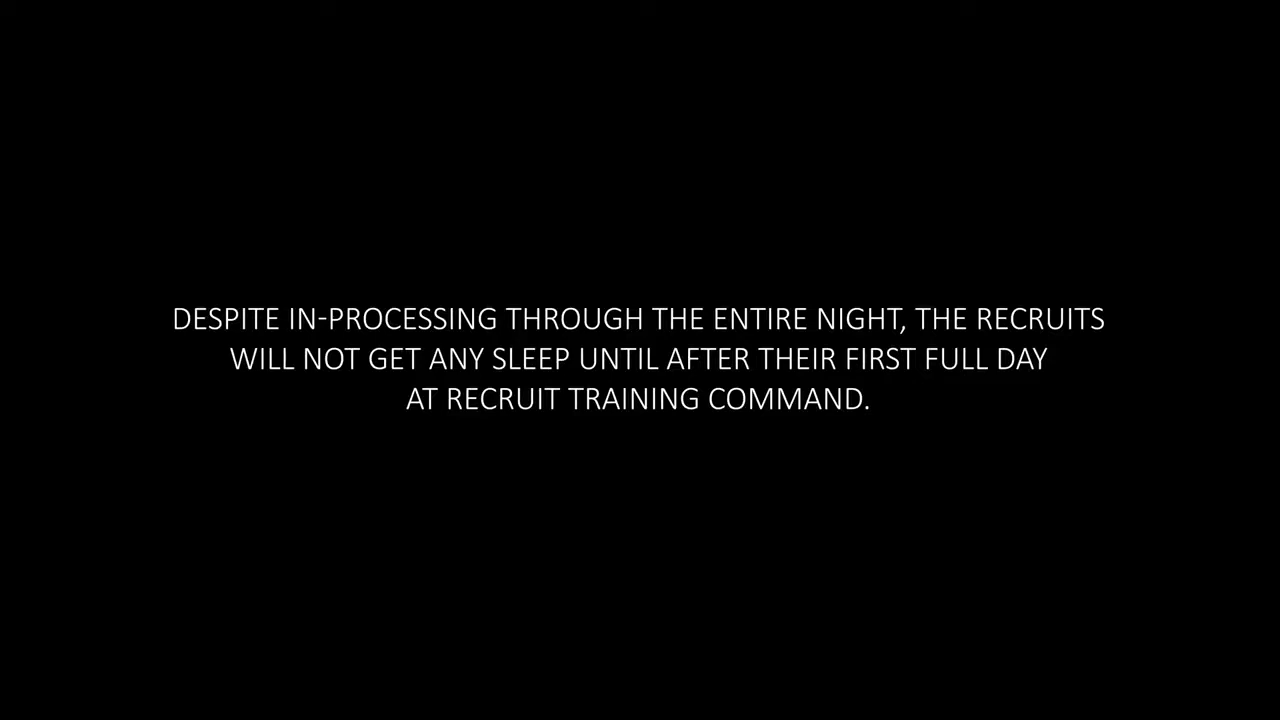 DESPITE IN-PROCESSING THROUGH THE ENTIRE NIGHT, THE RECRUITS
WILL NOT GET ANY SLEEP UNTIL AFTER THEIR FIRST FULL DAY
AT RECRUIT TRAINING COMMAND.